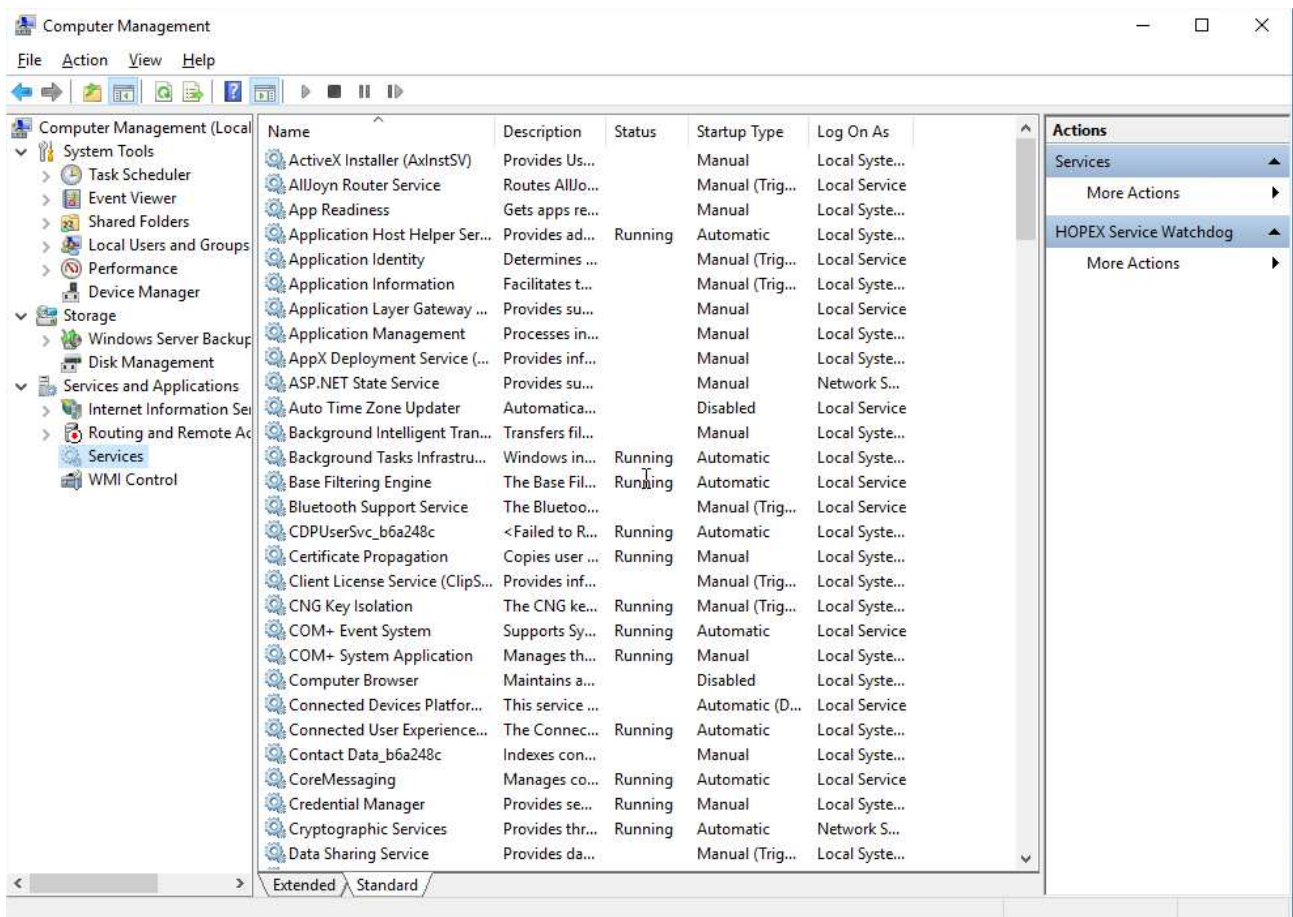 Computer Management
File Action View Help
Computer Management (Local
System Tools
Task Scheduler
Event Viewer
Shared Folders
Local Users and Groups
Performance
Device Manager
Storage
Windows Server Backup
Disk Management
Services and Applications
Internet Information Ser
Routing and Remote Ac
Services
WMI Control
Name Description Status Startup Type Log On As
ActiveX Installer (AxInstSV) Provides Us... Manual Local Syste...
AllJoyn Router Service Routes AllJo... Manual (Trig... Local Service
App Readiness Gets apps re... Manual Local Syste...
Application Host Helper Ser... Provides ad... Running Automatic Local Syste...
Application Identity Determines ... Manual (Trig... Local Service
Application Information Facilitates t... Manual (Trig... Local Syste...
Application Layer Gateway ... Provides su... Manual Local Service
Application Management Processes in... Manual Local Syste...
AppX Deployment Service (... Provides inf... Manual Local Syste...
ASP.NET State Service Provides su... Manual Network S...
Auto Time Zone Updater Automatica... Disabled Local Service
Background Intelligent Tran... Transfers fil... Manual Local Syste...
Background Tasks Infrastru... Windows in... Running Automatic Local Syste...
Base Filtering Engine The Base Fil... Running Automatic Local Service
Bluetooth Support Service The Bluetoo... Manual (Trig... Local Service
CDPUserSvc_b6a248c <Failed to R... Running Automatic Local Syste...
Certificate Propagation Copies user ... Running Manual Local Syste...
Client License Service (ClipS... Provides inf... Manual (Trig... Local Syste...
CNG Key Isolation The CNG ke... Running Manual (Trig... Local Syste...
COM+ Event System Supports Sy... Running Automatic Local Service
COM+ System Application Manages th... Running Manual Local Syste...
Computer Browser Maintains a... Disabled Local Syste...
Connected Devices Platfor... This service ... Automatic (D... Local Service
Connected User Experience... The Connec... Running Automatic Local Syste...
Contact Data_b6a248c Indexes con... Manual Local Syste...
CoreMessaging Manages co... Running Automatic Local Service
Credential Manager Provides se... Running Manual Local Syste...
Cryptographic Services Provides thr... Running Automatic Network S...
Data Sharing Service Provides da... Manual (Trig... Local Syste...
Extended Standard
Actions
Services
More Actions
HOPEX Service Watchdog
More Actions